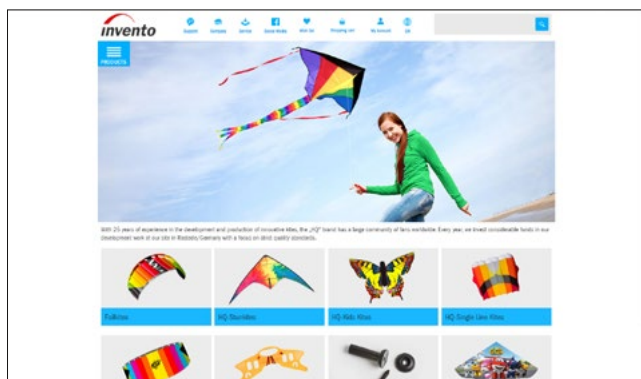 invento
Support
Company
Service
Social Media
Wish list
Shopping cart
My Account
PRODUCTS
With 25 years of experience in the development and production of innovative kites, the „HQ“ brand has a large community of fans worldwide. Every year, we invest considerable funds in our
development work at our site in Rastede/Germany with a focus on strict quality standards.
Foilkites
HQ Stuntkites
HQ Kids Kites
HQ Single Line Kites